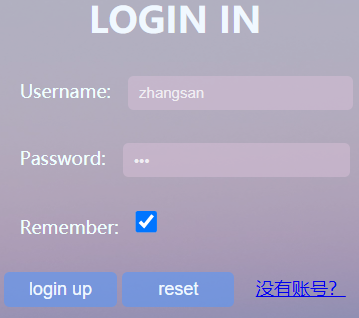 LOGIN IN
Username: zhangsan
Password: •••
Remember:
login up reset 没有账号？